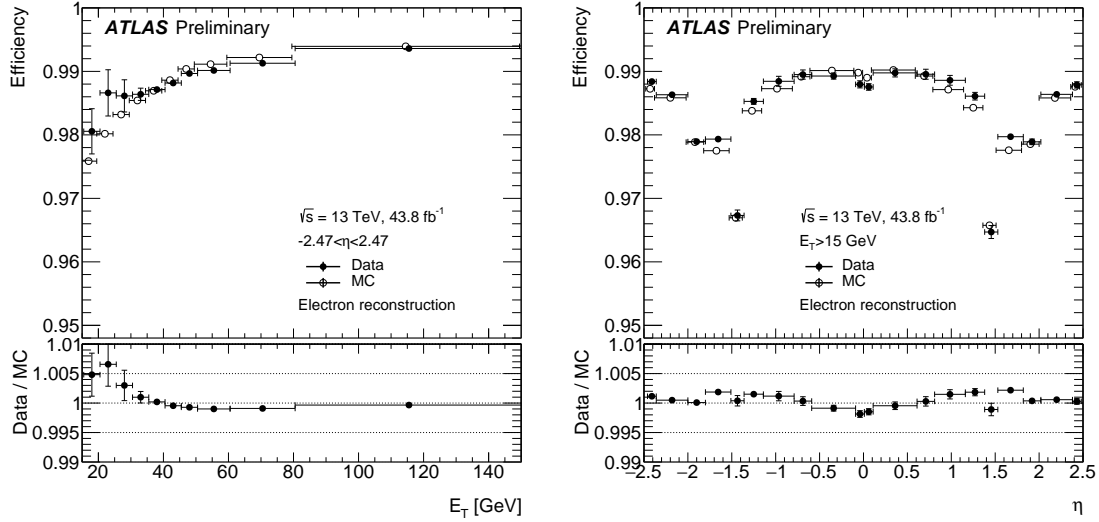 ATLAS Preliminary
Efficiency
1
0.99
0.98
0.97
0.96
0.95
√s = 13 TeV, 43.8 fb⁻¹
-2.47<η<2.47
Data
MC
Electron reconstruction
Data / MC
1.01
1.005
1
0.995
0.99
20 40 60 80 100 120 140
E_T [GeV]
ATLAS Preliminary
Efficiency
1
0.99
0.98
0.97
0.96
0.95
√s = 13 TeV, 43.8 fb⁻¹
E_T>15 GeV
Data
MC
Electron reconstruction
Data / MC
1.01
1.005
1
0.995
0.99
−2.5 −2 −1.5 −1 −0.5 0 0.5 1 1.5 2 2.5
η